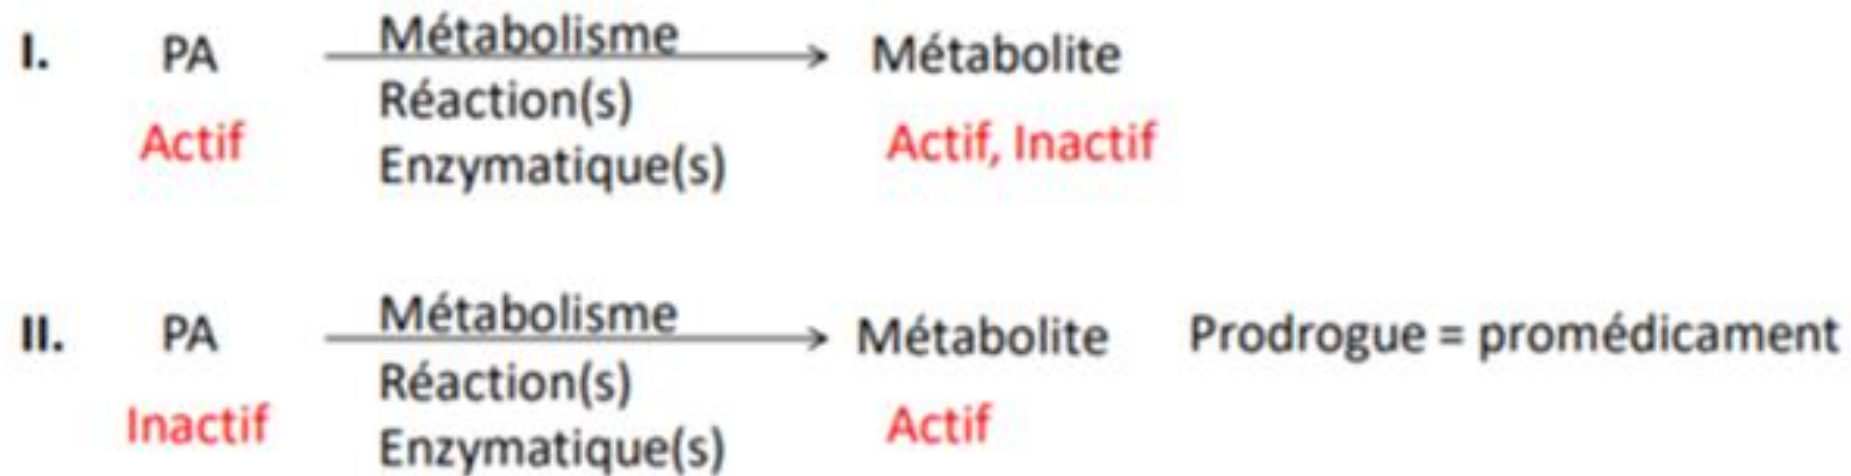 I. PA Métabolisme Métabolite
Réaction(s)
Actif Actif, Inactif
Enzymatique(s)
II. PA Métabolisme Métabolite Prodrogue = promédicament
Réaction(s)
Inactif Actif
Enzymatique(s)